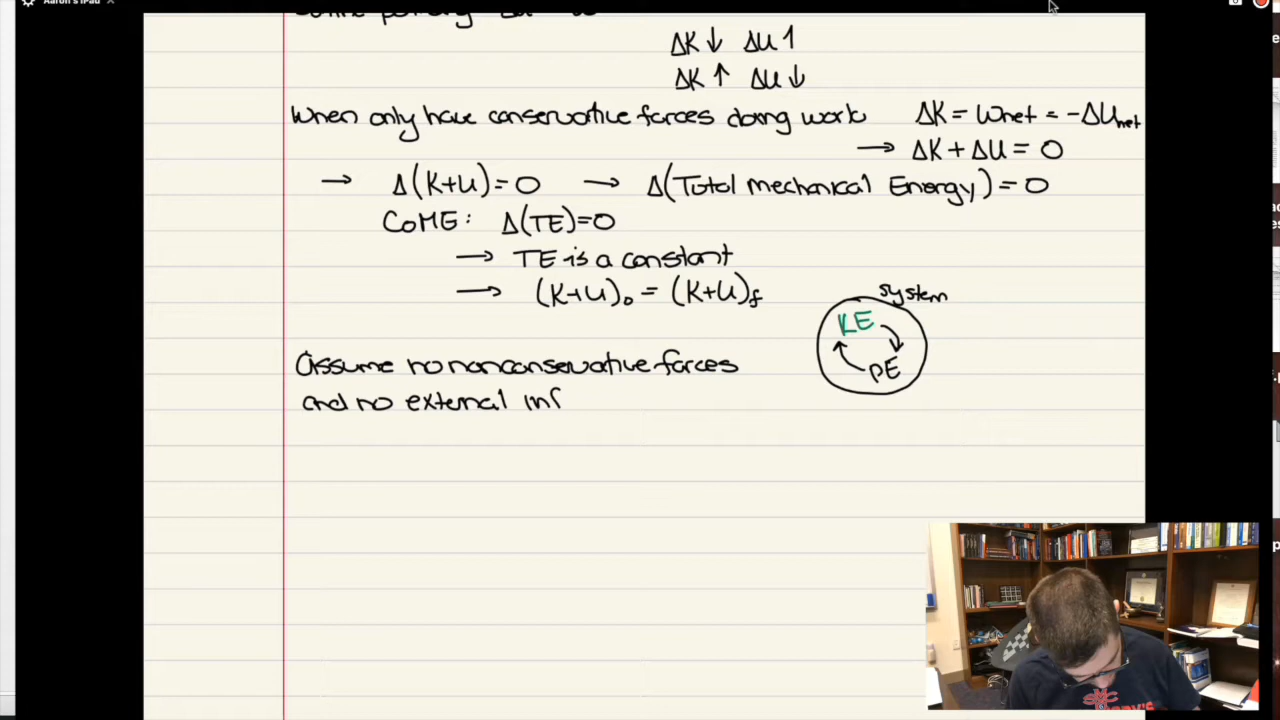 Aaron's iPad
ΔK↓ ΔU↑
ΔK↑ ΔU↓
When only have conservative forces doing work ΔK = Wnet = -ΔUnet
→ ΔK + ΔU = 0
→ Δ(K+U) = 0 → Δ(Total mechanical Energy) = 0
CoME: Δ(TE)=0
→ TE is a constant
→ (K+U)₀ = (K+U)f
system
KE
PE
Assume no nonconservative forces
and no external inf